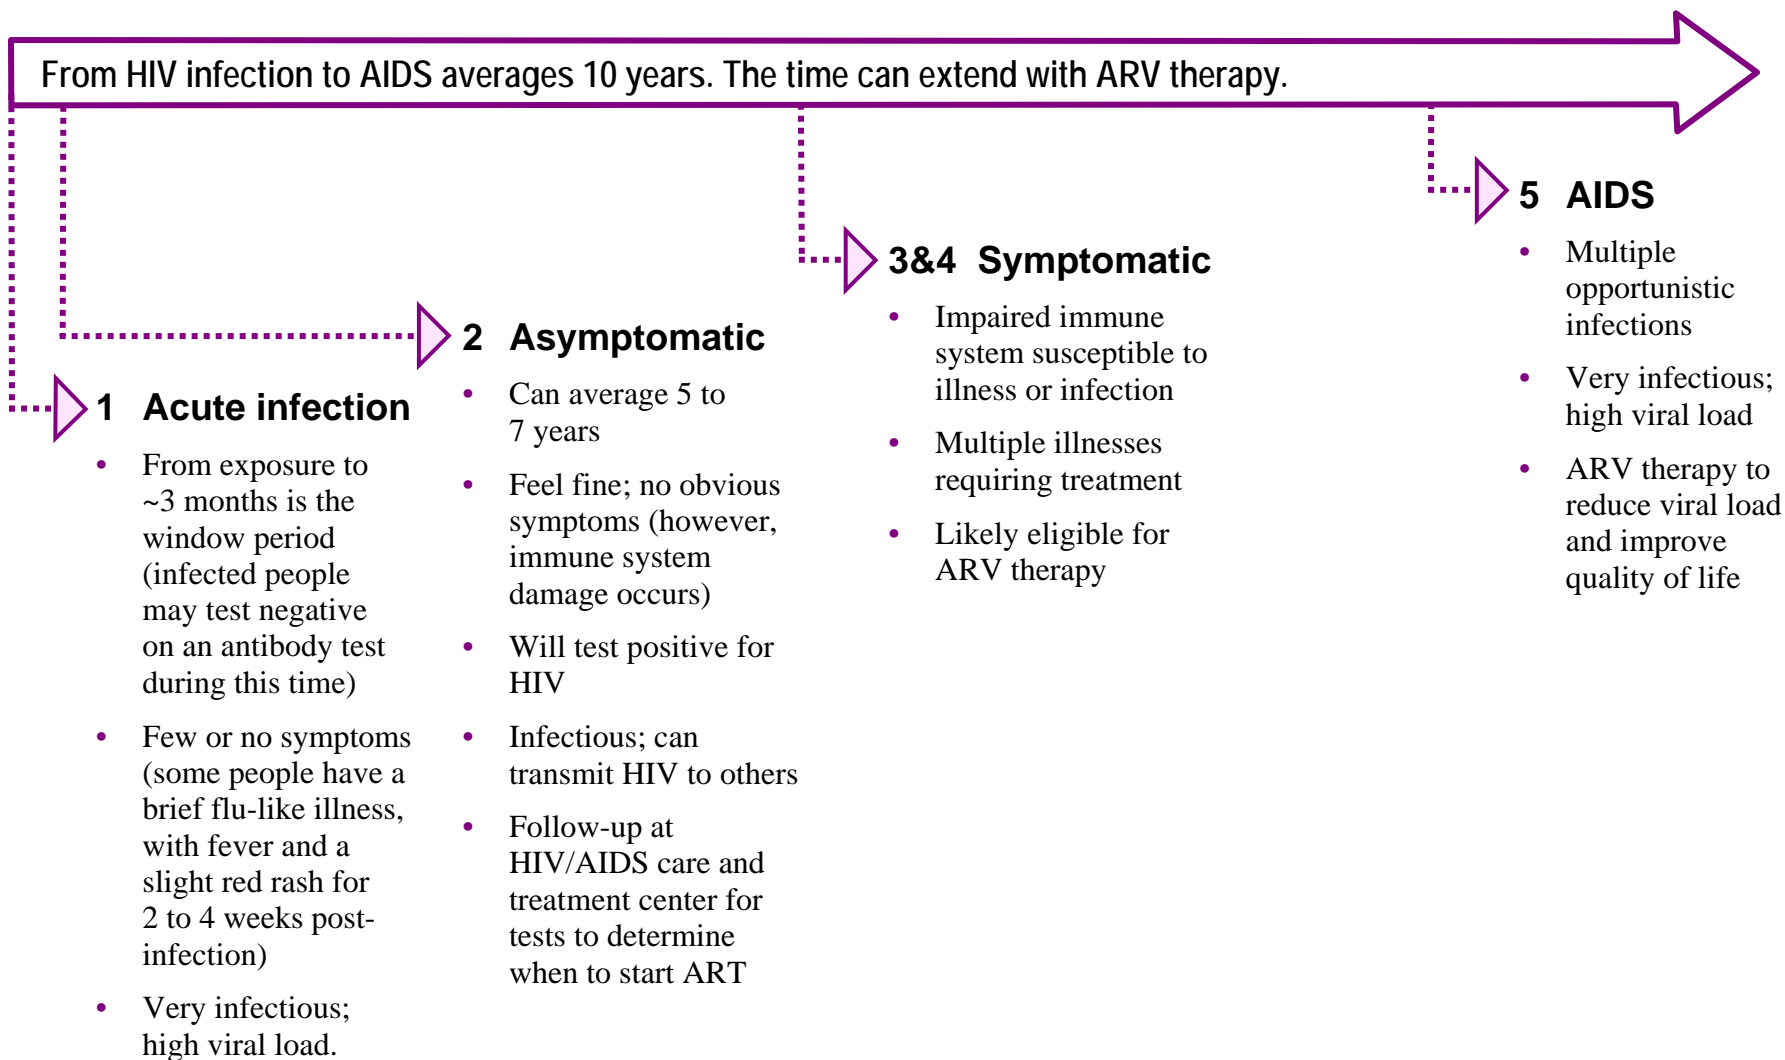 From HIV infection to AIDS averages 10 years. The time can extend with ARV therapy.
1 Acute infection
• From exposure to
~3 months is the
window period
(infected people
may test negative
on an antibody test
during this time)
• Few or no symptoms
(some people have a
brief flu-like illness,
with fever and a
slight red rash for
2 to 4 weeks post-
infection)
• Very infectious;
high viral load.
2 Asymptomatic
• Can average 5 to
7 years
• Feel fine; no obvious
symptoms (however,
immune system
damage occurs)
• Will test positive for
HIV
• Infectious; can
transmit HIV to others
• Follow-up at
HIV/AIDS care and
treatment center for
tests to determine
when to start ART
3&4 Symptomatic
• Impaired immune
system susceptible to
illness or infection
• Multiple illnesses
requiring treatment
• Likely eligible for
ARV therapy
5 AIDS
• Multiple
opportunistic
infections
• Very infectious;
high viral load
• ARV therapy to
reduce viral load
and improve
quality of life